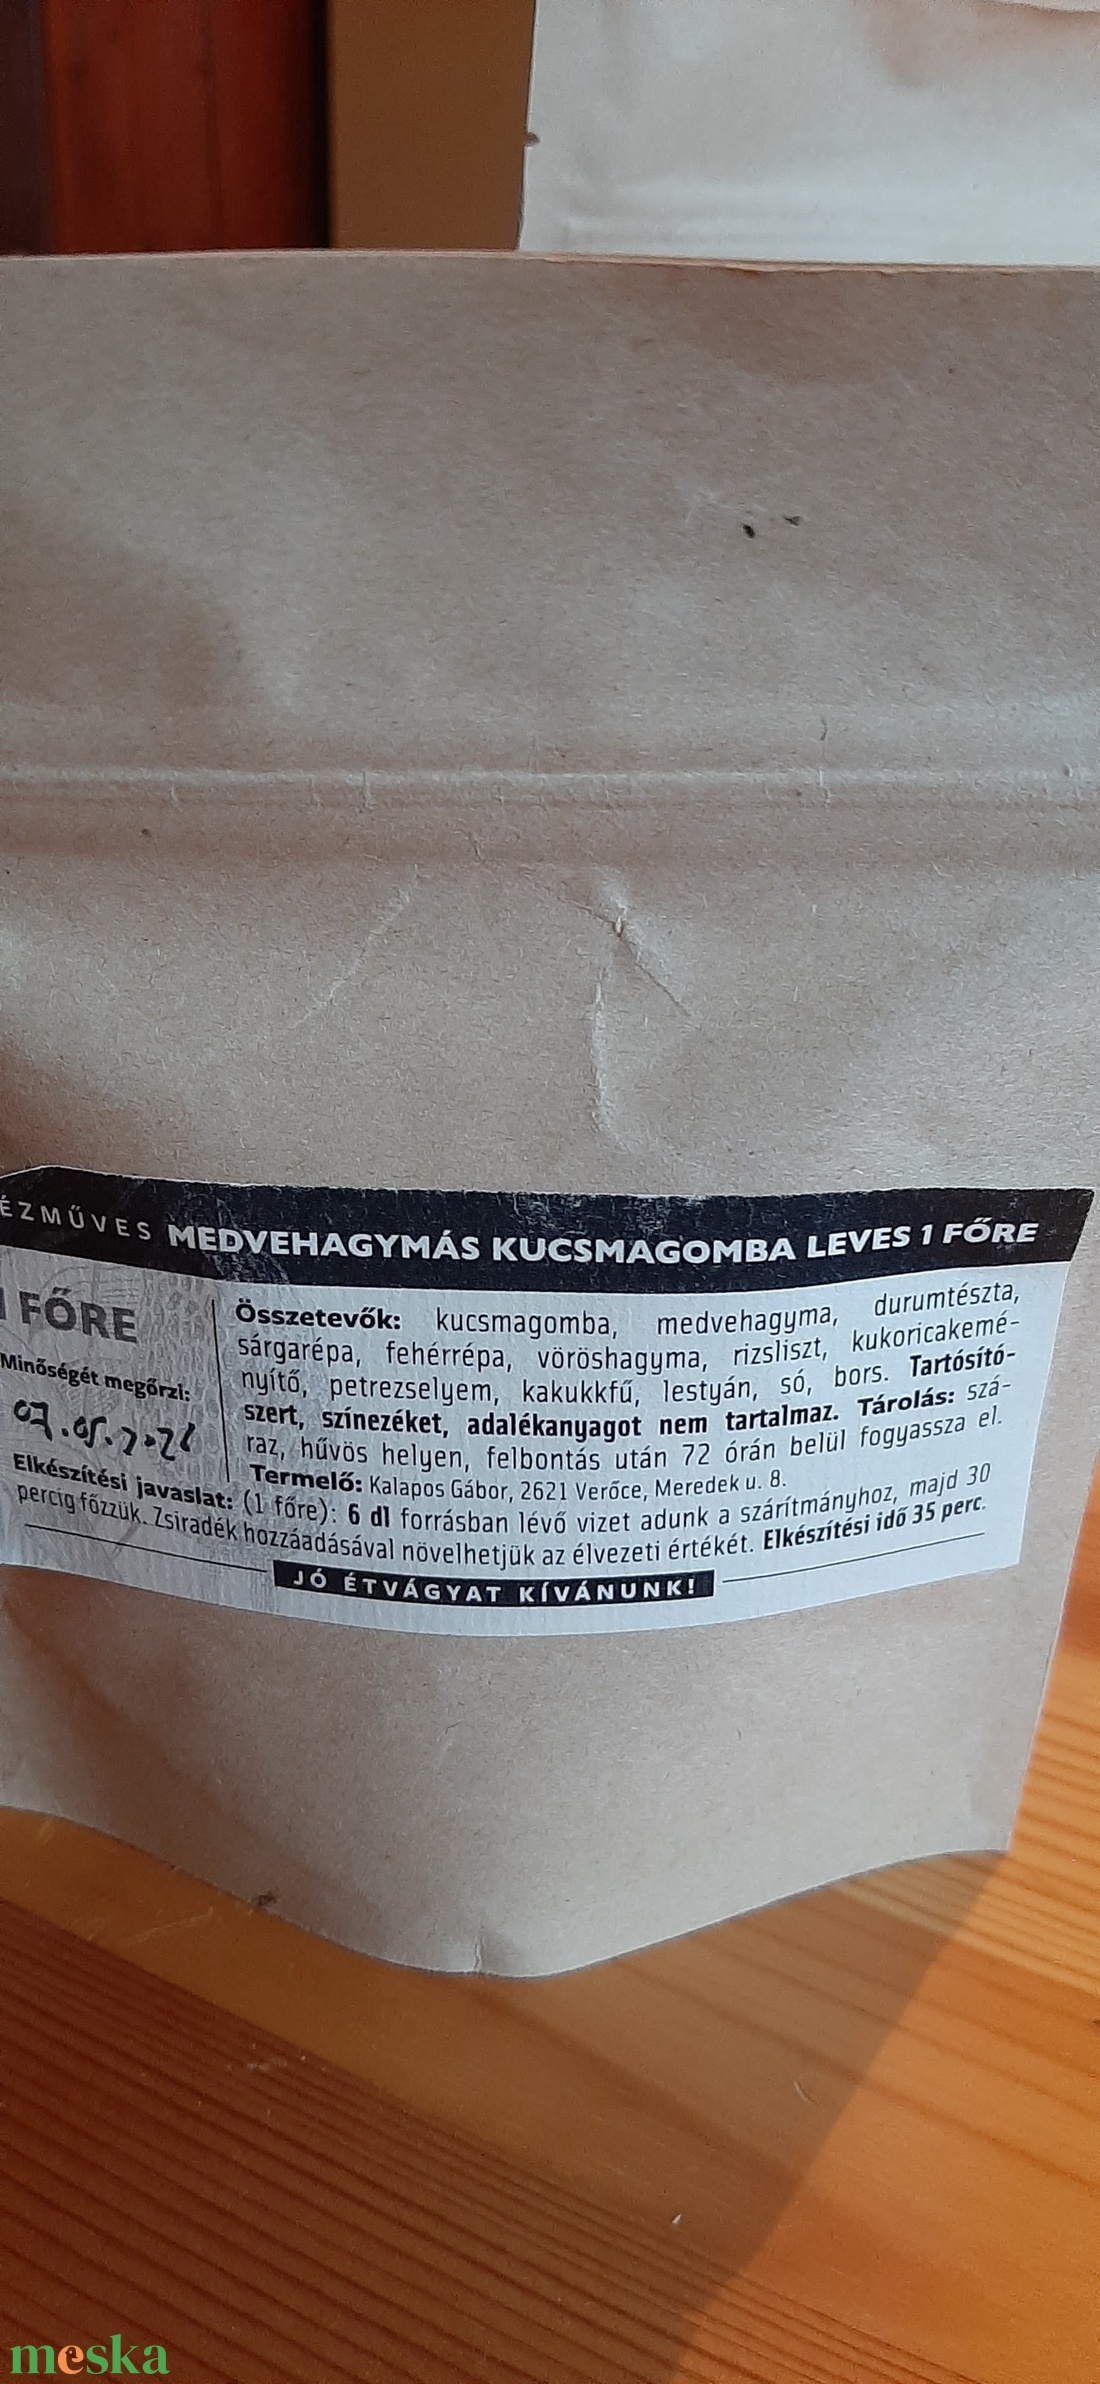 ÉZMŰVES MEDVEHAGYMÁS KUCSMAGOMBA LEVES 1 FŐRE
1 FŐRE
Minőségét megőrzi:
Összetevők: kucsmagomba, medvehagyma, durumtészta,
sárgarépa, fehérrépa, vöröshagyma, rizsliszt, kukoricakemé-
nyítő, petrezselyem, kakukkfű, lestyán, só, bors. Tartósító-
szert, színezéket, adalékanyagot nem tartalmaz. Tárolás: szá-
raz, hűvös helyen, felbontás után 72 órán belül fogyassza el.
Termelő: Kalapos Gábor, 2621 Verőce, Meredek u. 8.
Elkészítési javaslat: (1 főre): 6 dl forrásban lévő vizet adunk a szárítmányhoz, majd 30
percig főzzük. Zsiradék hozzáadásával növelhetjük az élvezeti értékét. Elkészítési idő 35 perc.
JÓ ÉTVÁGYAT KÍVÁNUNK!
meska